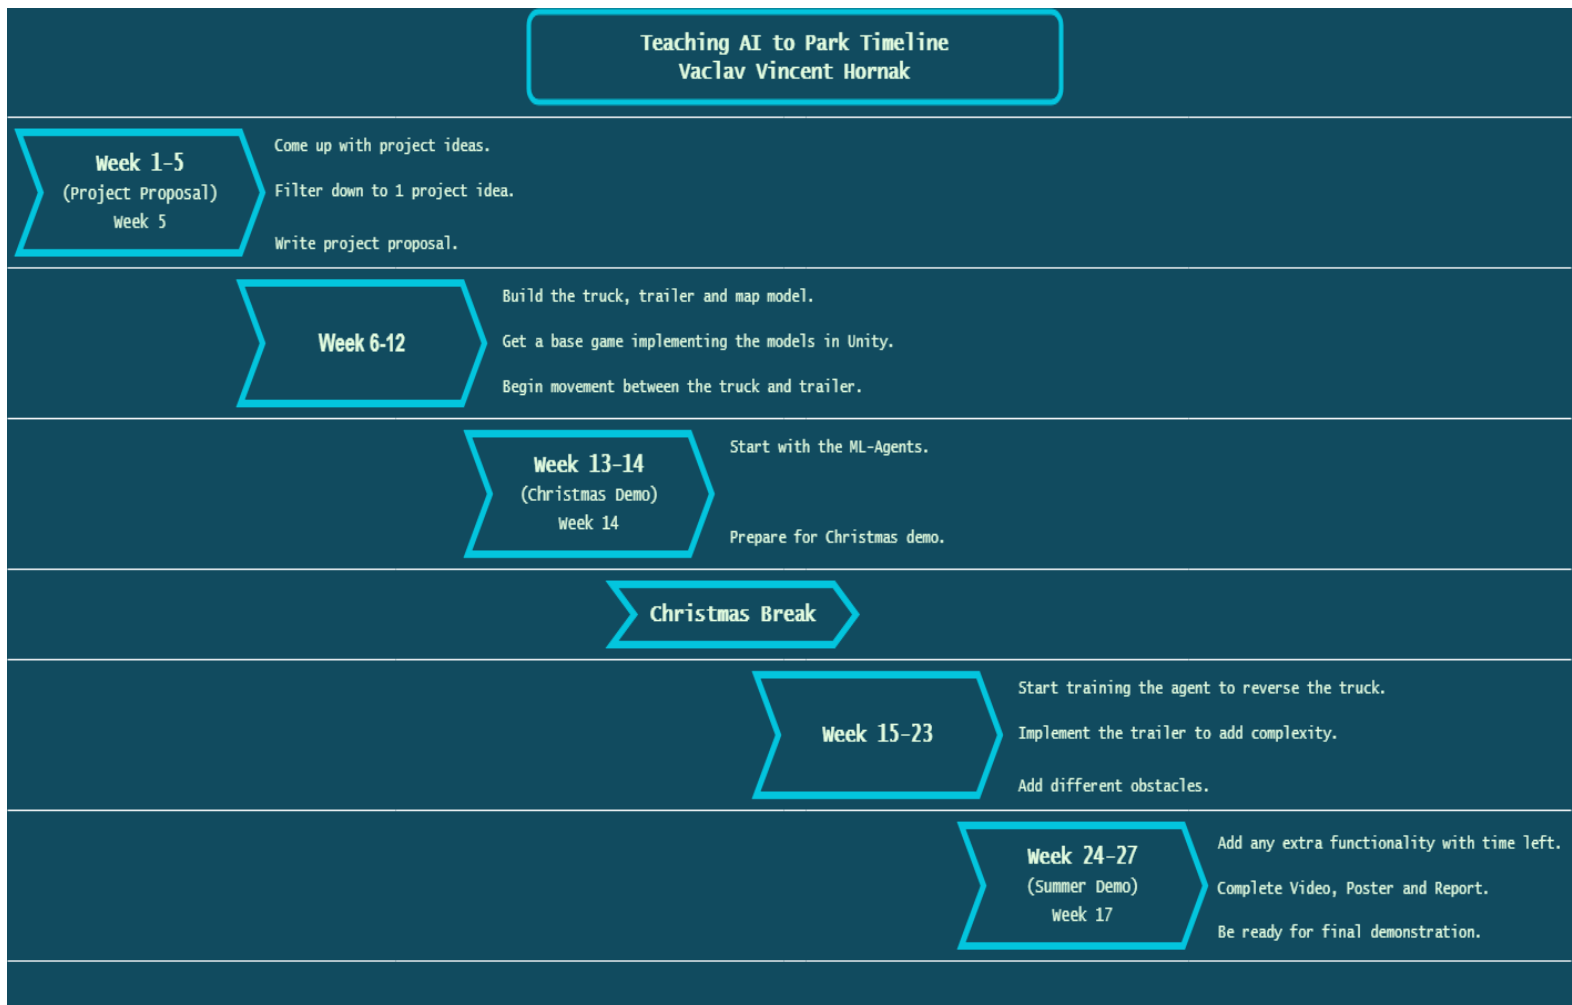 Teaching AI to Park Timeline
Vaclav Vincent Hornak
Week 1-5
(Project Proposal)
Week 5
Come up with project ideas.
Filter down to 1 project idea.
Write project proposal.
Week 6-12
Build the truck, trailer and map model.
Get a base game implementing the models in Unity.
Begin movement between the truck and trailer.
Week 13-14
(Christmas Demo)
Week 14
Start with the ML-Agents.
Prepare for Christmas demo.
Christmas Break
Week 15-23
Start training the agent to reverse the truck.
Implement the trailer to add complexity.
Add different obstacles.
Week 24-27
(Summer Demo)
Week 17
Add any extra functionality with time left.
Complete Video, Poster and Report.
Be ready for final demonstration.